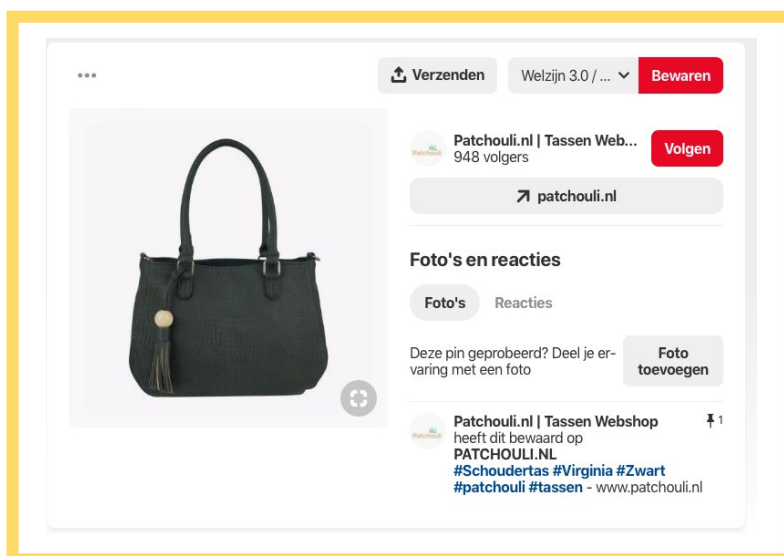 Verzenden
Welzijn 3.0 / ...
Bewaren
Patchouli.nl | Tassen Web...
948 volgers
Volgen
Patchouli
patchouli.nl
Foto's en reacties
Foto's
Reacties
Deze pin geprobeerd? Deel je er-
varing met een foto
Foto
toevoegen
Patchouli.nl | Tassen Webshop
1
heeft dit bewaard op
Patchouli
PATCHOULI.NL
#Schoudertas #Virginia #Zwart
#patchouli #tassen - www.patchouli.nl